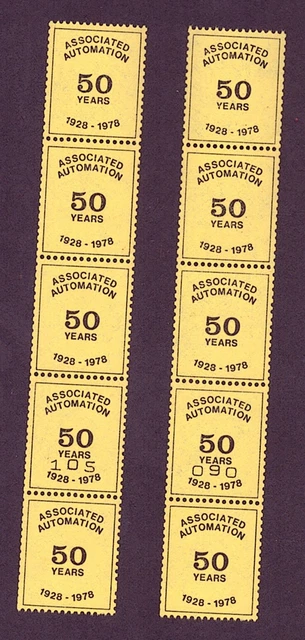 ASSOCIATED
AUTOMATION
50
YEARS
1928 - 1978
ASSOCIATED
AUTOMATION
50
YEARS
1928 - 1978
ASSOCIATED
AUTOMATION
50
YEARS
1928 - 1978
ASSOCIATED
AUTOMATION
50
YEARS
105
1928 - 1978
ASSOCIATED
AUTOMATION
50
YEARS
1928 - 1978
ASSOCIATED
AUTOMATION
50
YEARS
1928 - 1978
ASSOCIATED
AUTOMATION
50
YEARS
1928 - 1978
ASSOCIATED
AUTOMATION
50
YEARS
1928 - 1978
ASSOCIATED
AUTOMATION
50
YEARS
090
1928 - 1978
ASSOCIATED
AUTOMATION
50
YEARS
1928 - 1978